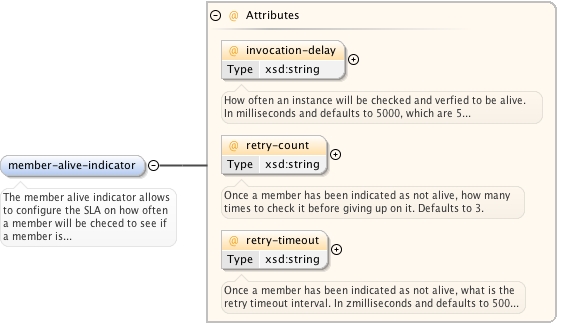 Attributes
@ invocation-delay
Type xsd:string
How often an instance will be checked and verfied to be alive.
In milliseconds and defaults to 5000, which are 5...
@ retry-count
Type xsd:string
Once a member has been indicated as not alive, how many
times to check it before giving up on it. Defaults to 3.
@ retry-timeout
Type xsd:string
Once a member has been indicated as not alive, what is the
retry timeout interval. In zmilliseconds and defaults to 500...
member-alive-indicator
The member alive indicator allows
to configure the SLA on how often
a member will be checed to see if
a member is...